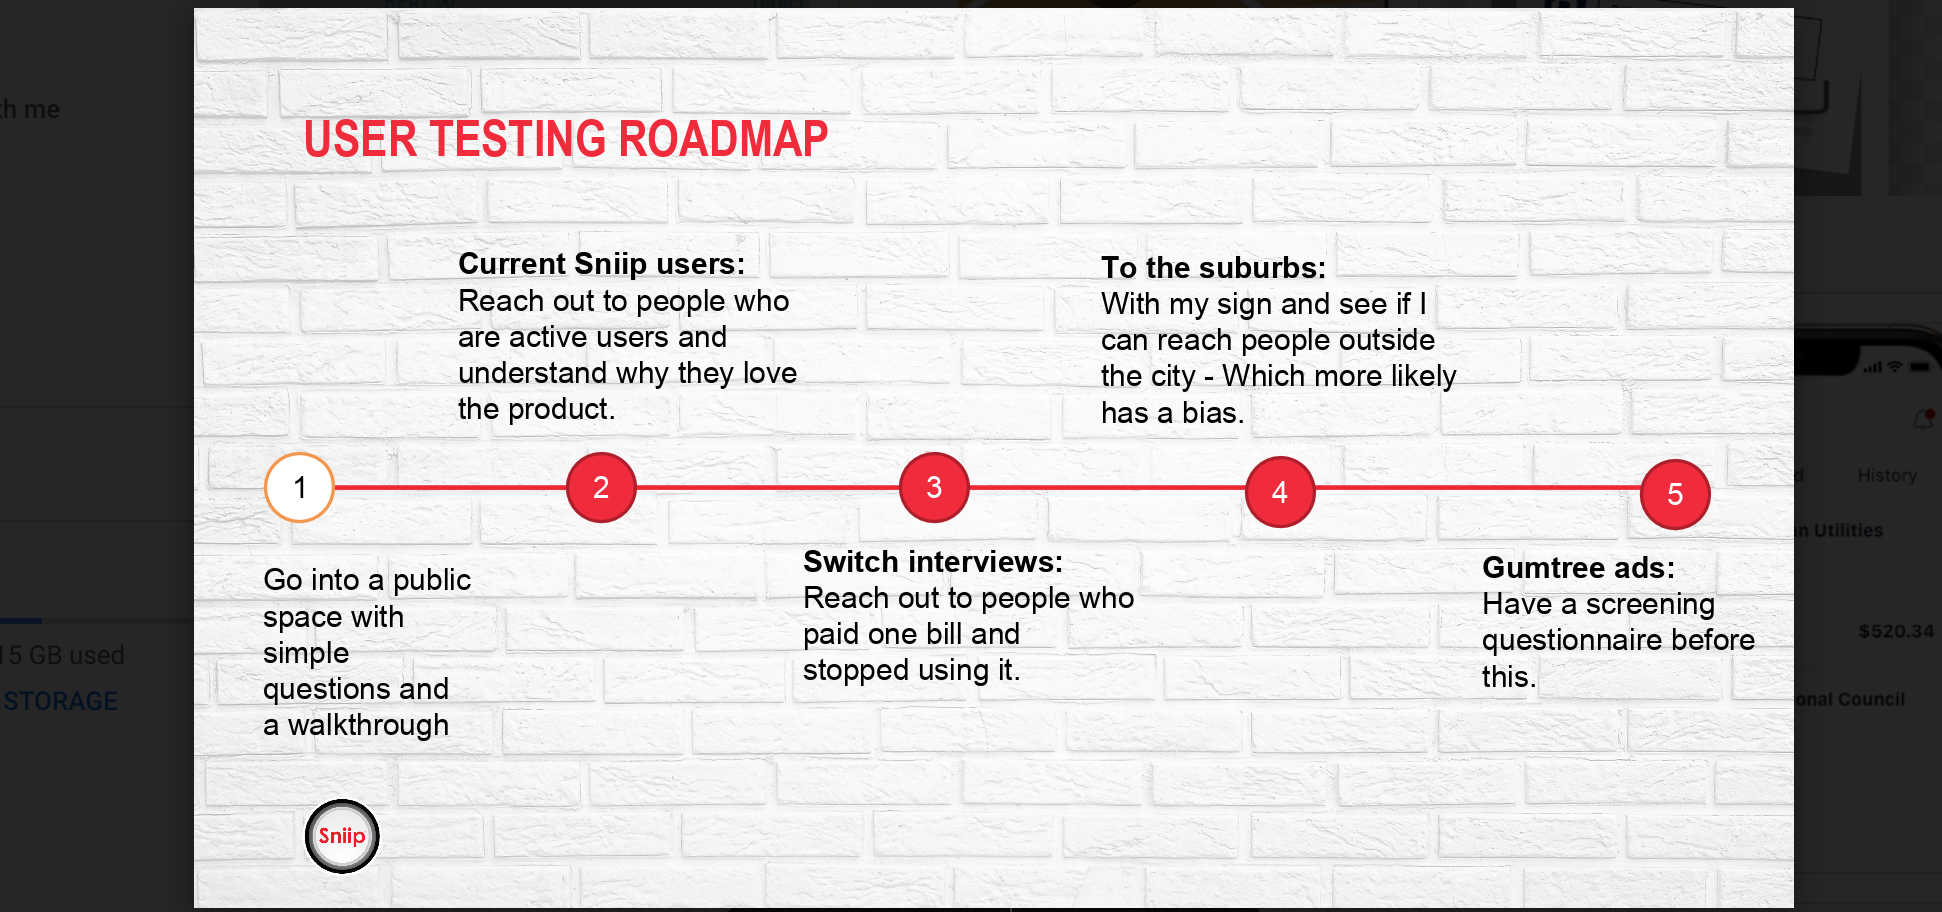 USER TESTING ROADMAP
Current Sniip users:
Reach out to people who
are active users and
understand why they love
the product.
To the suburbs:
With my sign and see if I
can reach people outside
the city - Which more likely
has a bias.
1
2
3
4
5
Go into a public
space with
simple
questions and
a walkthrough
Switch interviews:
Reach out to people who
paid one bill and
stopped using it.
Gumtree ads:
Have a screening
questionnaire before
this.
Sniip
th me
15 GB used
STORAGE
History
Utilities
$520.34
onal Council